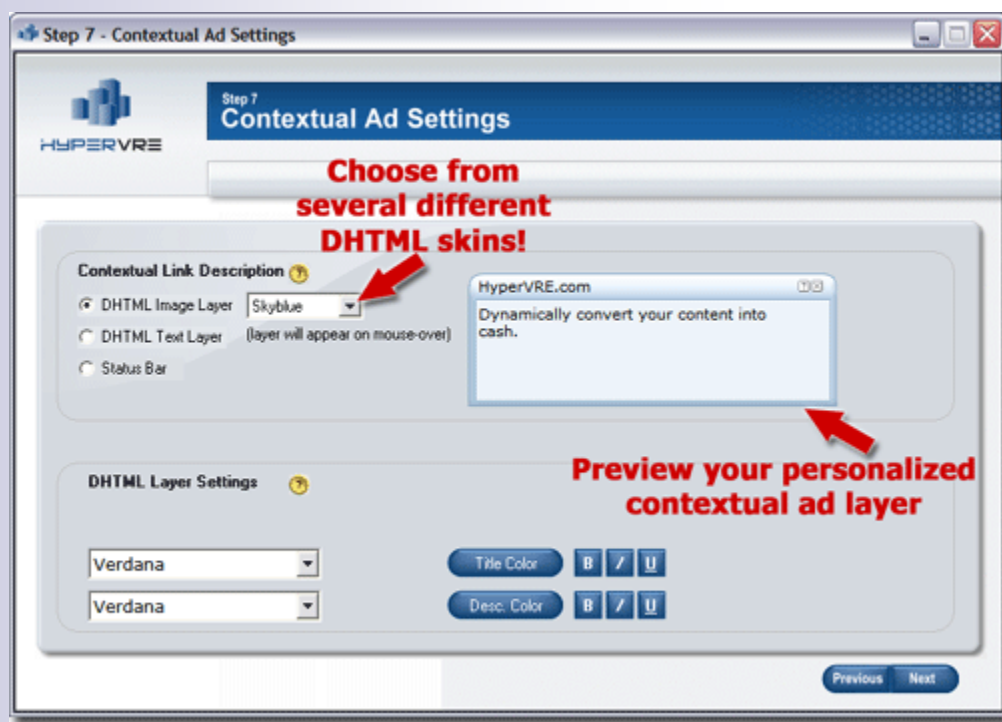 Step 7 - Contextual Ad Settings
HYPERVRE
Step 7
Contextual Ad Settings
Choose from
several different
DHTML skins!
Contextual Link Description
DHTML Image Layer
Skyblue
DHTML Text Layer
(layer will appear on mouse-over)
Status Bar
HyperVRE.com
Dynamically convert your content into
cash.
Preview your personalized
contextual ad layer
DHTML Layer Settings
Verdana
Title Color
B I U
Verdana
Desc. Color
B I U
Previous
Next